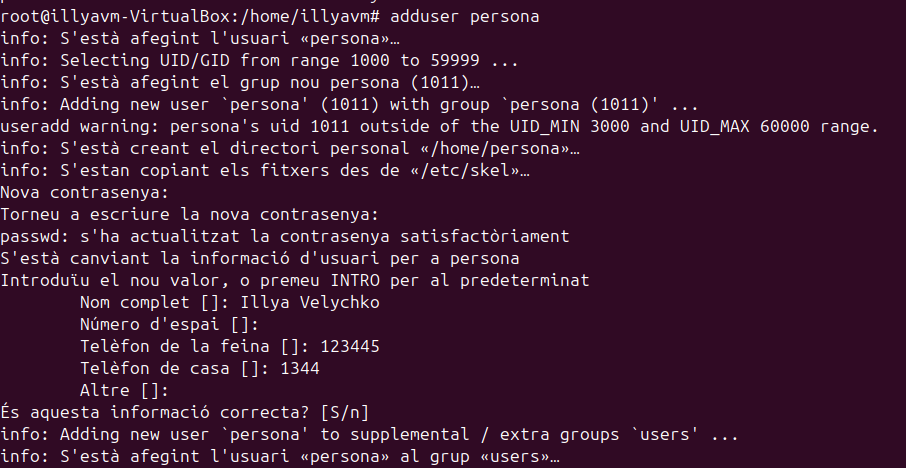 root@illyavm-VirtualBox:/home/illyavm# adduser persona
info: S'està afegint l'usuari «persona»…
info: Selecting UID/GID from range 1000 to 59999 ...
info: S'està afegint el grup nou persona (1011)…
info: Adding new user `persona' (1011) with group `persona (1011)' ...
useradd warning: persona's uid 1011 outside of the UID_MIN 3000 and UID_MAX 60000 range.
info: S'està creant el directori personal «/home/persona»…
info: S'estan copiant els fitxers des de «/etc/skel»…
Nova contrasenya:
Torneu a escriure la nova contrasenya:
passwd: s'ha actualitzat la contrasenya satisfactòriament
S'està canviant la informació d'usuari per a persona
Introduïu el nou valor, o premeu INTRO per al predeterminat
Nom complet []: Illya Velychko
Número d'espai []:
Telèfon de la feina []: 123445
Telèfon de casa []: 1344
Altre []:
És aquesta informació correcta? [S/n]
info: Adding new user `persona' to supplemental / extra groups `users' ...
info: S'està afegint l'usuari «persona» al grup «users»…